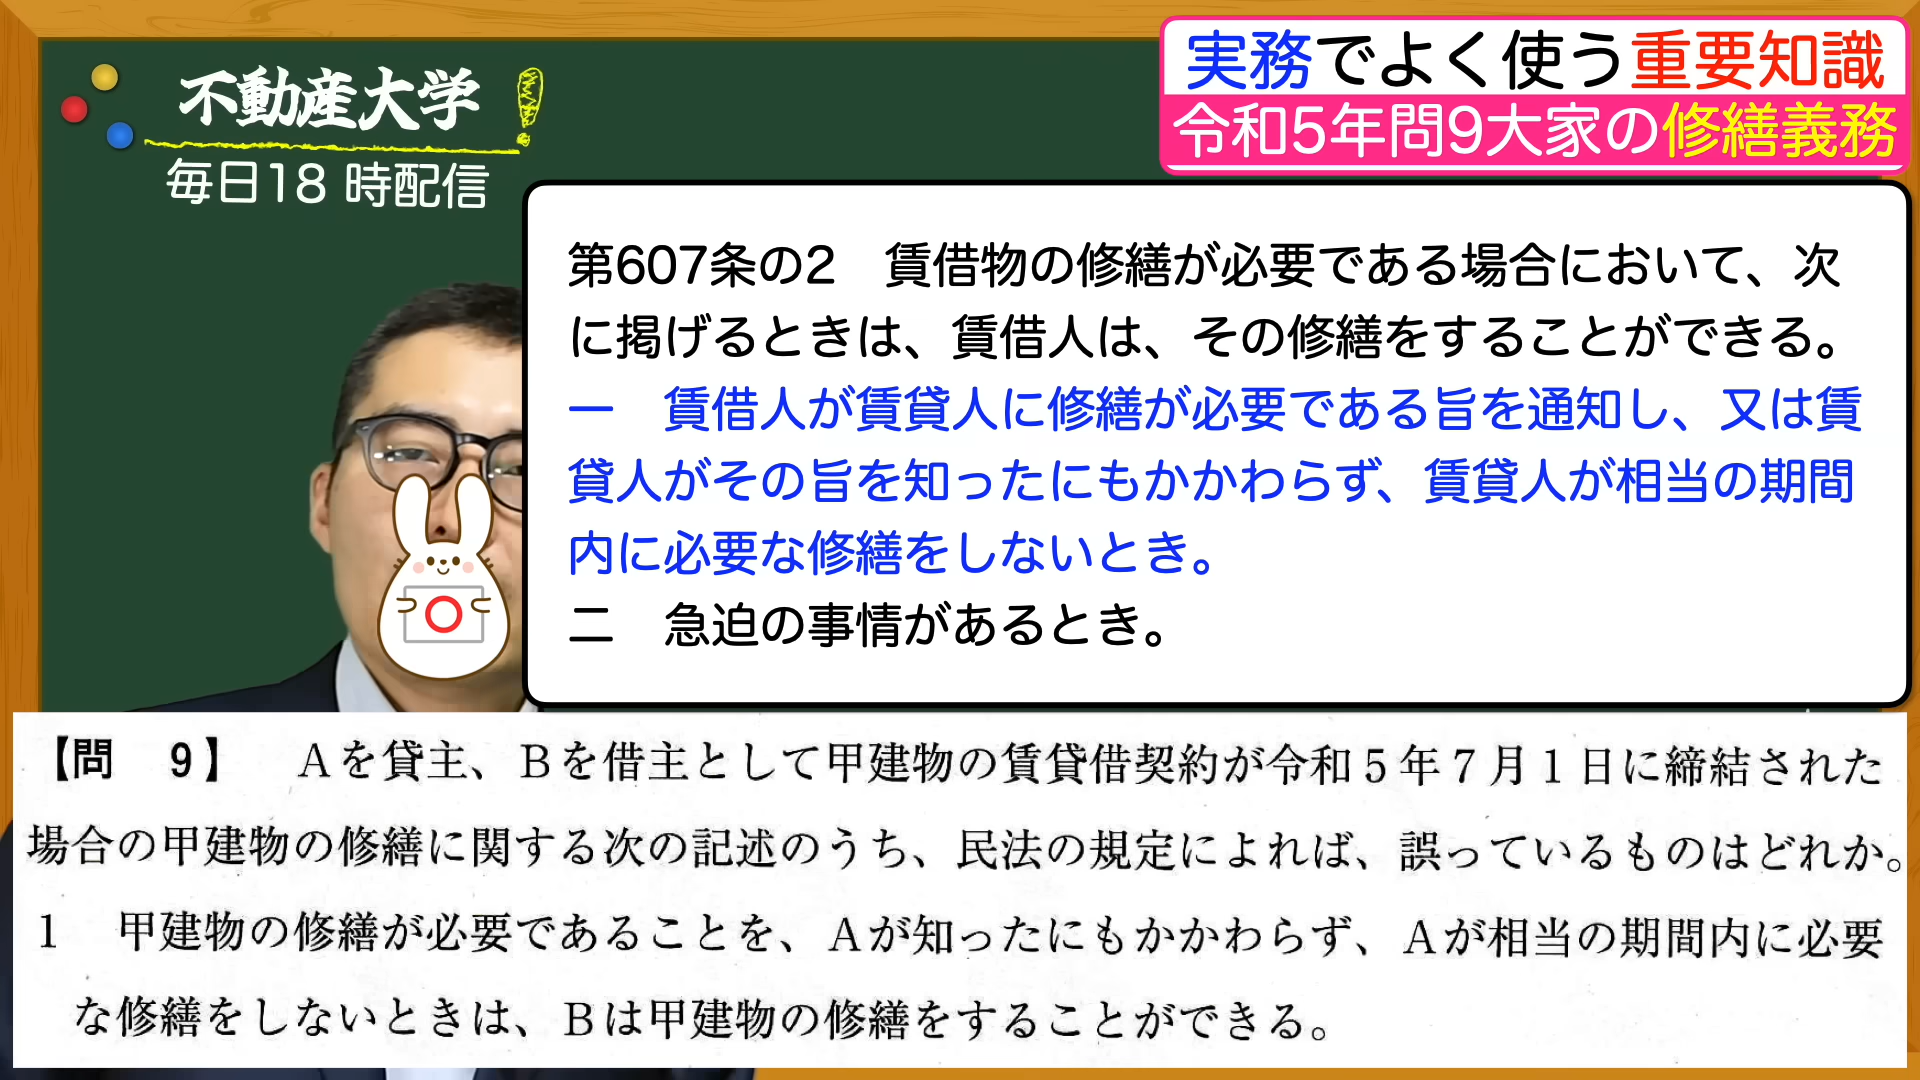 不動産大学!
毎日18時配信
実務でよく使う重要知識
令和5年問9大家の修繕義務
第607条の2　賃借物の修繕が必要である場合において、次
に掲げるときは、賃借人は、その修繕をすることができる。
一　賃借人が賃貸人に修繕が必要である旨を通知し、又は賃
貸人がその旨を知ったにもかかわらず、賃貸人が相当の期間
内に必要な修繕をしないとき。
二　急迫の事情があるとき。
【問　9】　Aを貸主、Bを借主として甲建物の賃貸借契約が令和5年7月1日に締結された
場合の甲建物の修繕に関する次の記述のうち、民法の規定によれば、誤っているものはどれか。
1　甲建物の修繕が必要であることを、Aが知ったにもかかわらず、Aが相当の期間内に必要
な修繕をしないときは、Bは甲建物の修繕をすることができる。